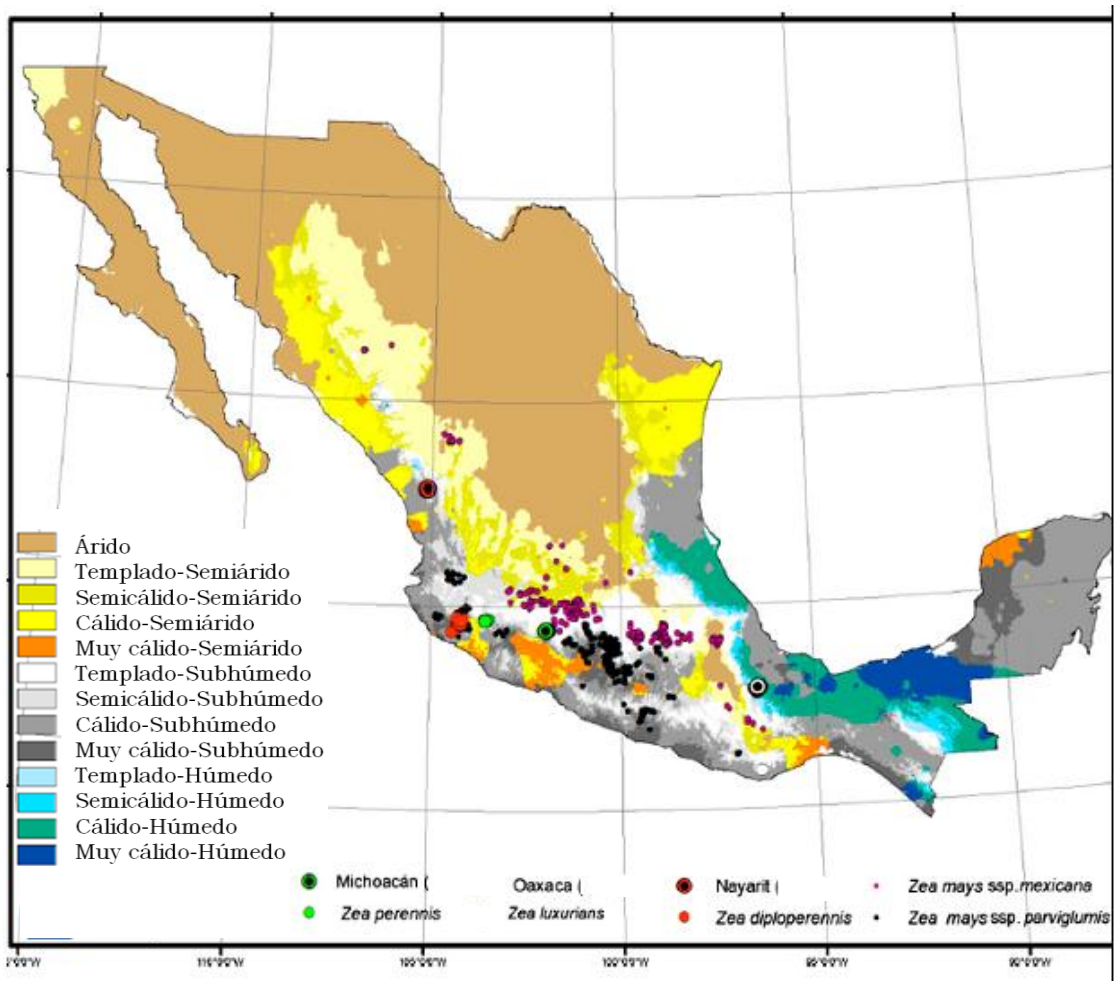 Árido
Templado-Semiárido
Semicálido-Semiárido
Cálido-Semiárido
Muy cálido-Semiárido
Templado-Subhúmedo
Semicálido-Subhúmedo
Cálido-Subhúmedo
Muy cálido-Subhúmedo
Templado-Húmedo
Semicálido-Húmedo
Cálido-Húmedo
Muy cálido-Húmedo
Michoacán ( Oaxaca ( Nayarit ( Zea mays ssp.mexicana
Zea perennis Zea luxurians Zea diploperennis Zea mays ssp. parviglumis